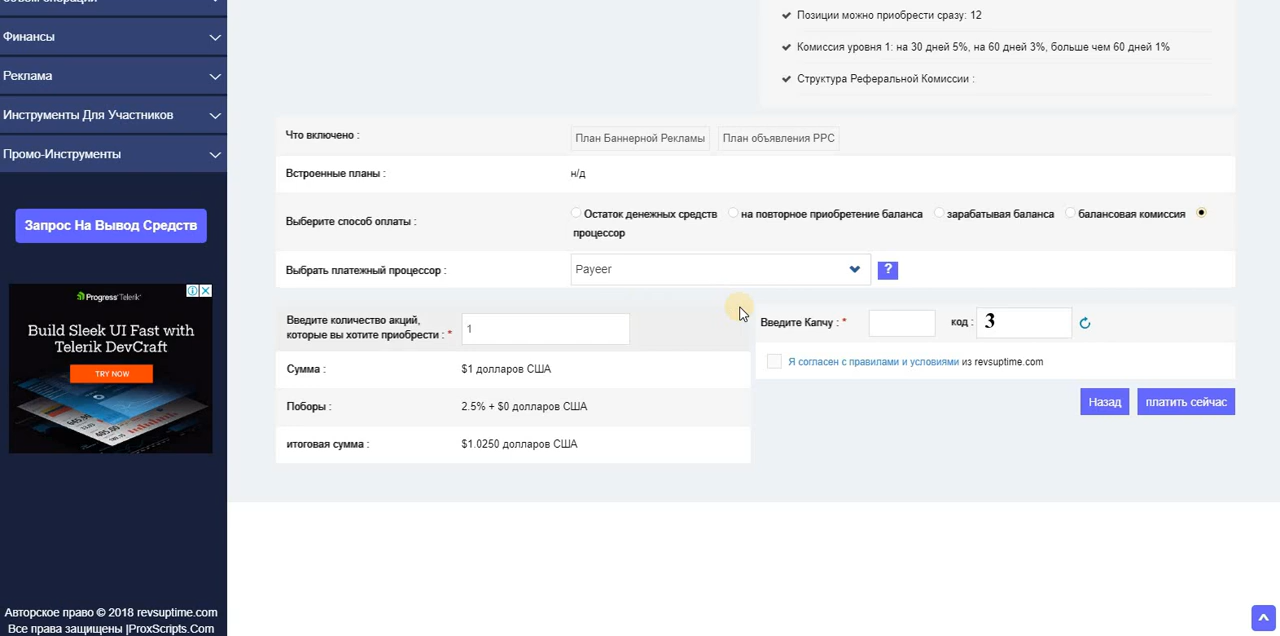 Финансы
Реклама
Инструменты Для Участников
Промо-Инструменты
Запрос На Вывод Средств
Progress Telerik
Build Sleek UI Fast with
Telerik DevCraft
TRY NOW
Авторское право © 2018 revsuptime.com
Все права защищены |ProxScripts.Com
Позиции можно приобрести сразу: 12
Комиссия уровня 1: на 30 дней 5%, на 60 дней 3%, больше чем 60 дней 1%
Структура Реферальной Комиссии :
Что включено : План Баннерной Рекламы План объявления PPC
Встроенные планы : н/д
Выберите способ оплаты : Остаток денежных средств на повторное приобретение баланса зарабатывая баланса балансовая комиссия
процессор
Выбрать платежный процессор : Payeer ?
Введите количество акций,
которые вы хотите приобрести : * 1
Сумма : $1 долларов США
Поборы : 2.5% + $0 долларов США
итоговая сумма : $1.0250 долларов США
Введите Капчу : * код : 3
Я согласен с правилами и условиями из revsuptime.com
Назад платить сейчас